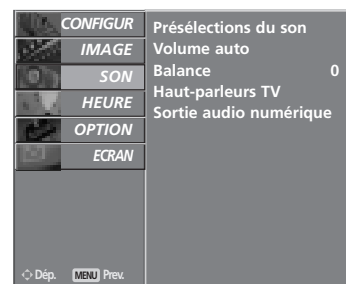 CONFIGUR
IMAGE
SON
HEURE
OPTION
ECRAN
Présélections du son
Volume auto
Balance 0
Haut-parleurs TV
Sortie audio numérique
Dép. MENU Prev.